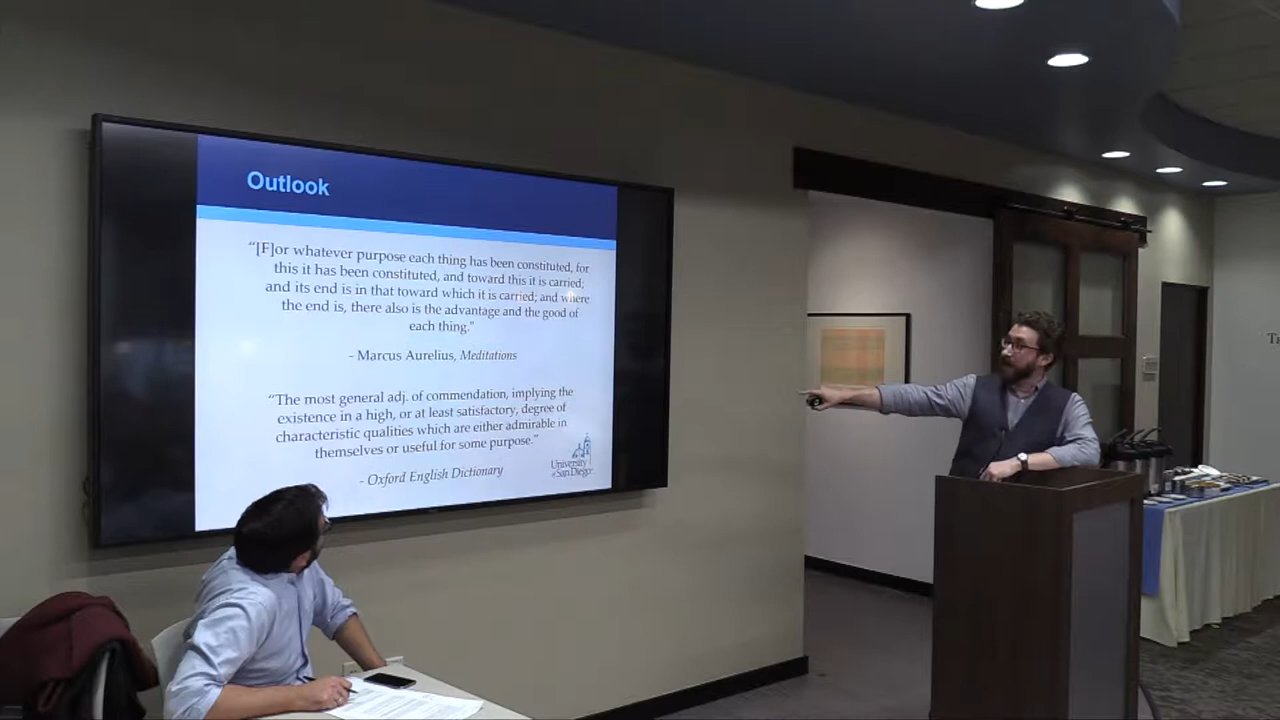 Outlook
“[F]or whatever purpose each thing has been constituted, for
this it has been constituted, and toward this it is carried;
and its end is in that toward which it is carried; and where
the end is, there also is the advantage and the good of
each thing.”
- Marcus Aurelius, Meditations
“The most general adj. of commendation, implying the
existence in a high, or at least satisfactory, degree of
characteristic qualities which are either admirable in
themselves or useful for some purpose.”
- Oxford English Dictionary
University
of San Diego